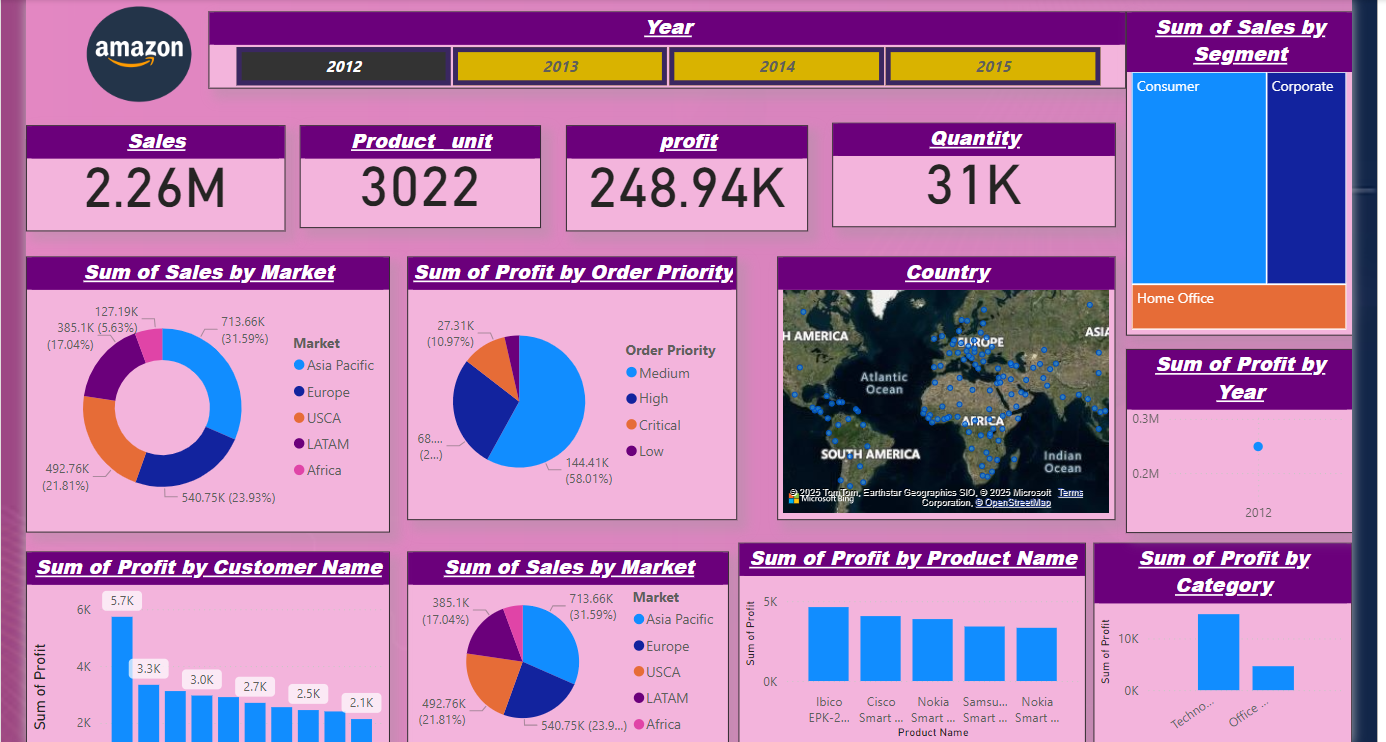 amazon
Year
2012
2013
2014
2015
Sum of Sales by
Segment
Consumer
Corporate
Home Office
Sales
2.26M
Product_ unit
3022
profit
248.94K
Quantity
31K
Sum of Sales by Market
127.19K
(5.63%)
385.1K
(17.04%)
713.66K
(31.59%)
492.76K
(21.81%)
540.75K (23.93%)
Market
Asia Pacific
Europe
USCA
LATAM
Africa
Sum of Profit by Order Priority
27.31K
(10.97%)
68....
(2...)
144.41K
(58.01%)
Order Priority
Medium
High
Critical
Low
Country
H AMERICA
EUROPE
ASIA
Atlantic
Ocean
AFRICA
SOUTH AMERICA
Indian
Ocean
© 2025 TomTom, Earthstar Geographics SIO, © 2025 Microsoft Terms
Microsoft Bing
Corporation, © OpenStreetMap
Sum of Profit by
Year
0.3M
0.2M
2012
Sum of Profit by Customer Name
Sum of Profit
6K
4K
2K
5.7K
3.3K
3.0K
2.7K
2.5K
2.1K
Sum of Sales by Market
385.1K
(17.04%)
713.66K
(31.59%)
492.76K
(21.81%)
540.75K (23.9...)
Market
Asia Pacific
Europe
USCA
LATAM
Africa
Sum of Profit by Product Name
Sum of Profit
5K
0K
Ibico
EPK-2...
Cisco
Smart ...
Nokia
Smart ...
Samsu...
Smart ...
Nokia
Smart ...
Product Name
Sum of Profit by
Category
Sum of Profit
10K
0K
Techno...
Office ...